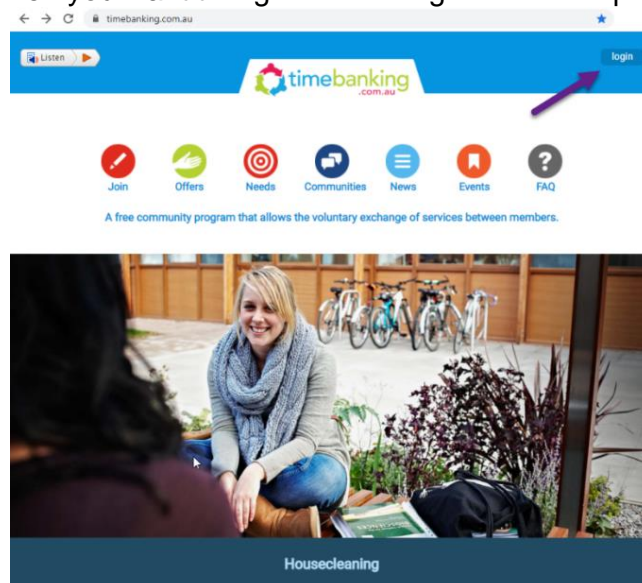 timebanking.com.au
Listen
login
timebanking
.com.au
Join
Offers
Needs
Communities
News
Events
FAQ
A free community program that allows the voluntary exchange of services between members.
Housecleaning